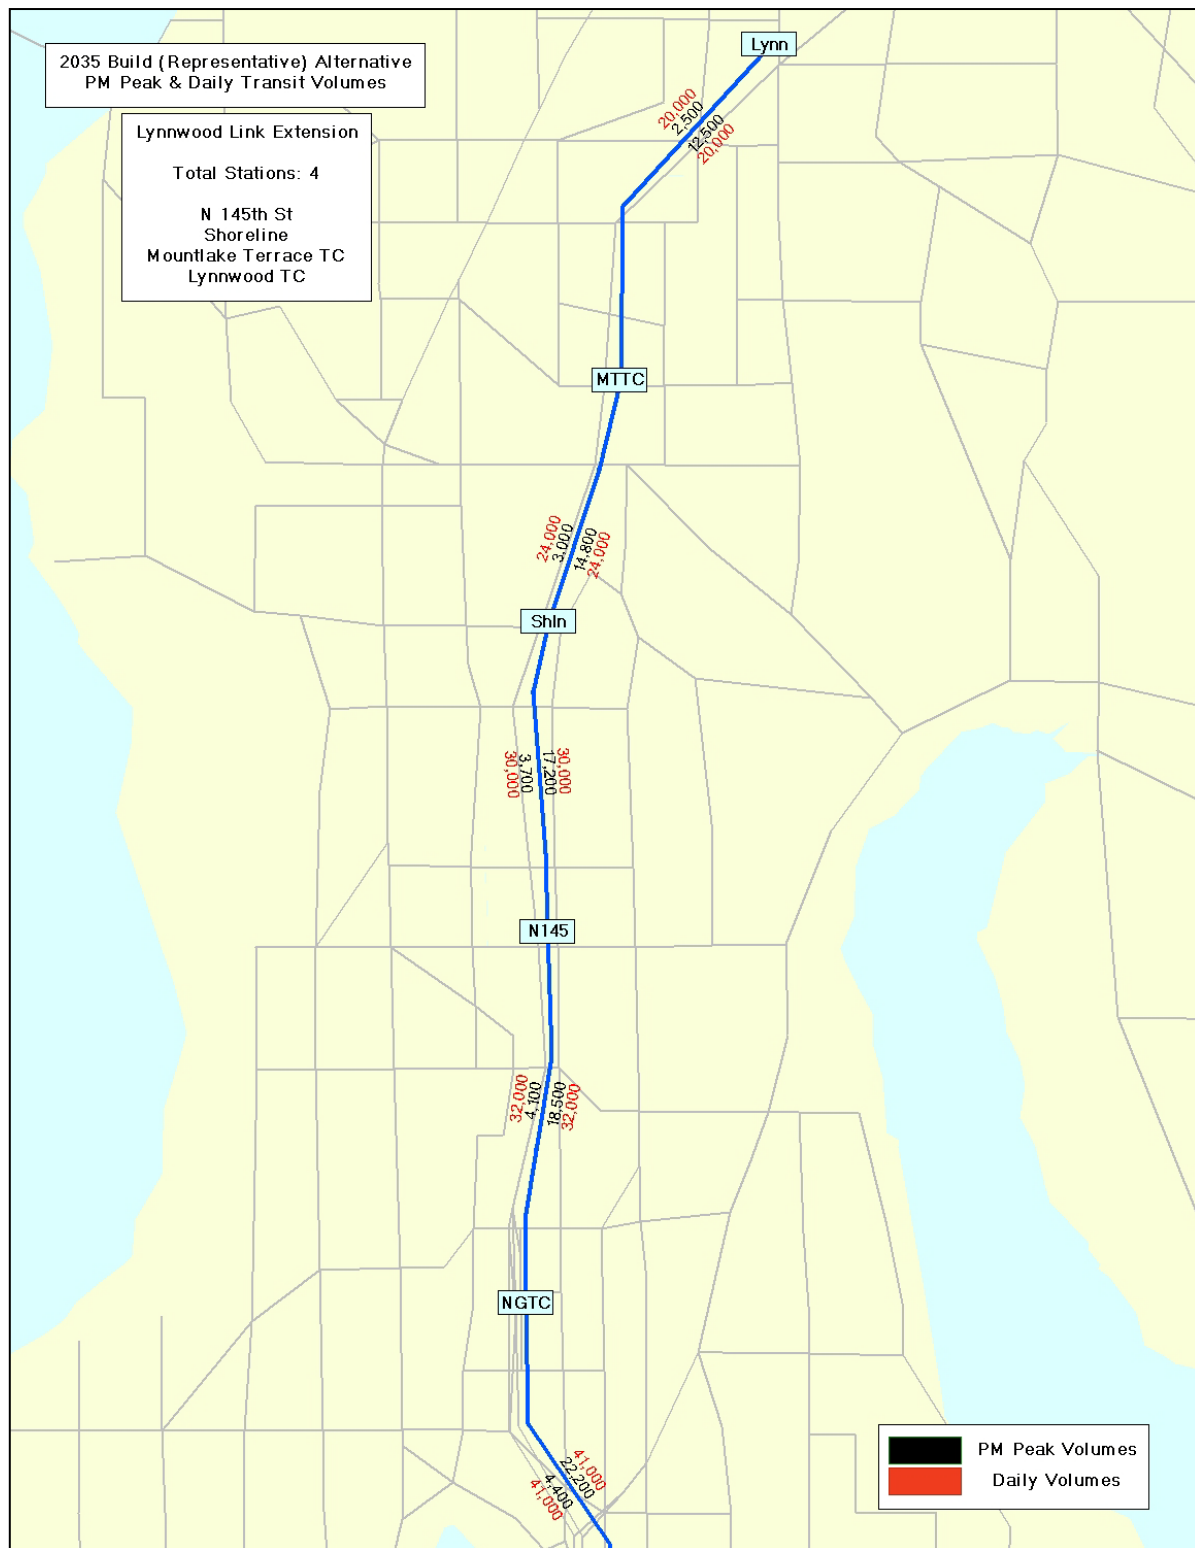 2035 Build (Representative) Alternative
PM Peak & Daily Transit Volumes
Lynnwood Link Extension
Total Stations: 4
N 145th St
Shoreline
Mountlake Terrace TC
Lynnwood TC
Lynn
20,000
2,500
12,500
20,000
MTTC
24,000
3,000
14,800
24,000
Shln
30,000
3,700
17,200
30,000
N145
32,000
4,100
18,500
32,000
NGTC
41,000
22,200
4,400
41,000
PM Peak Volumes
Daily Volumes